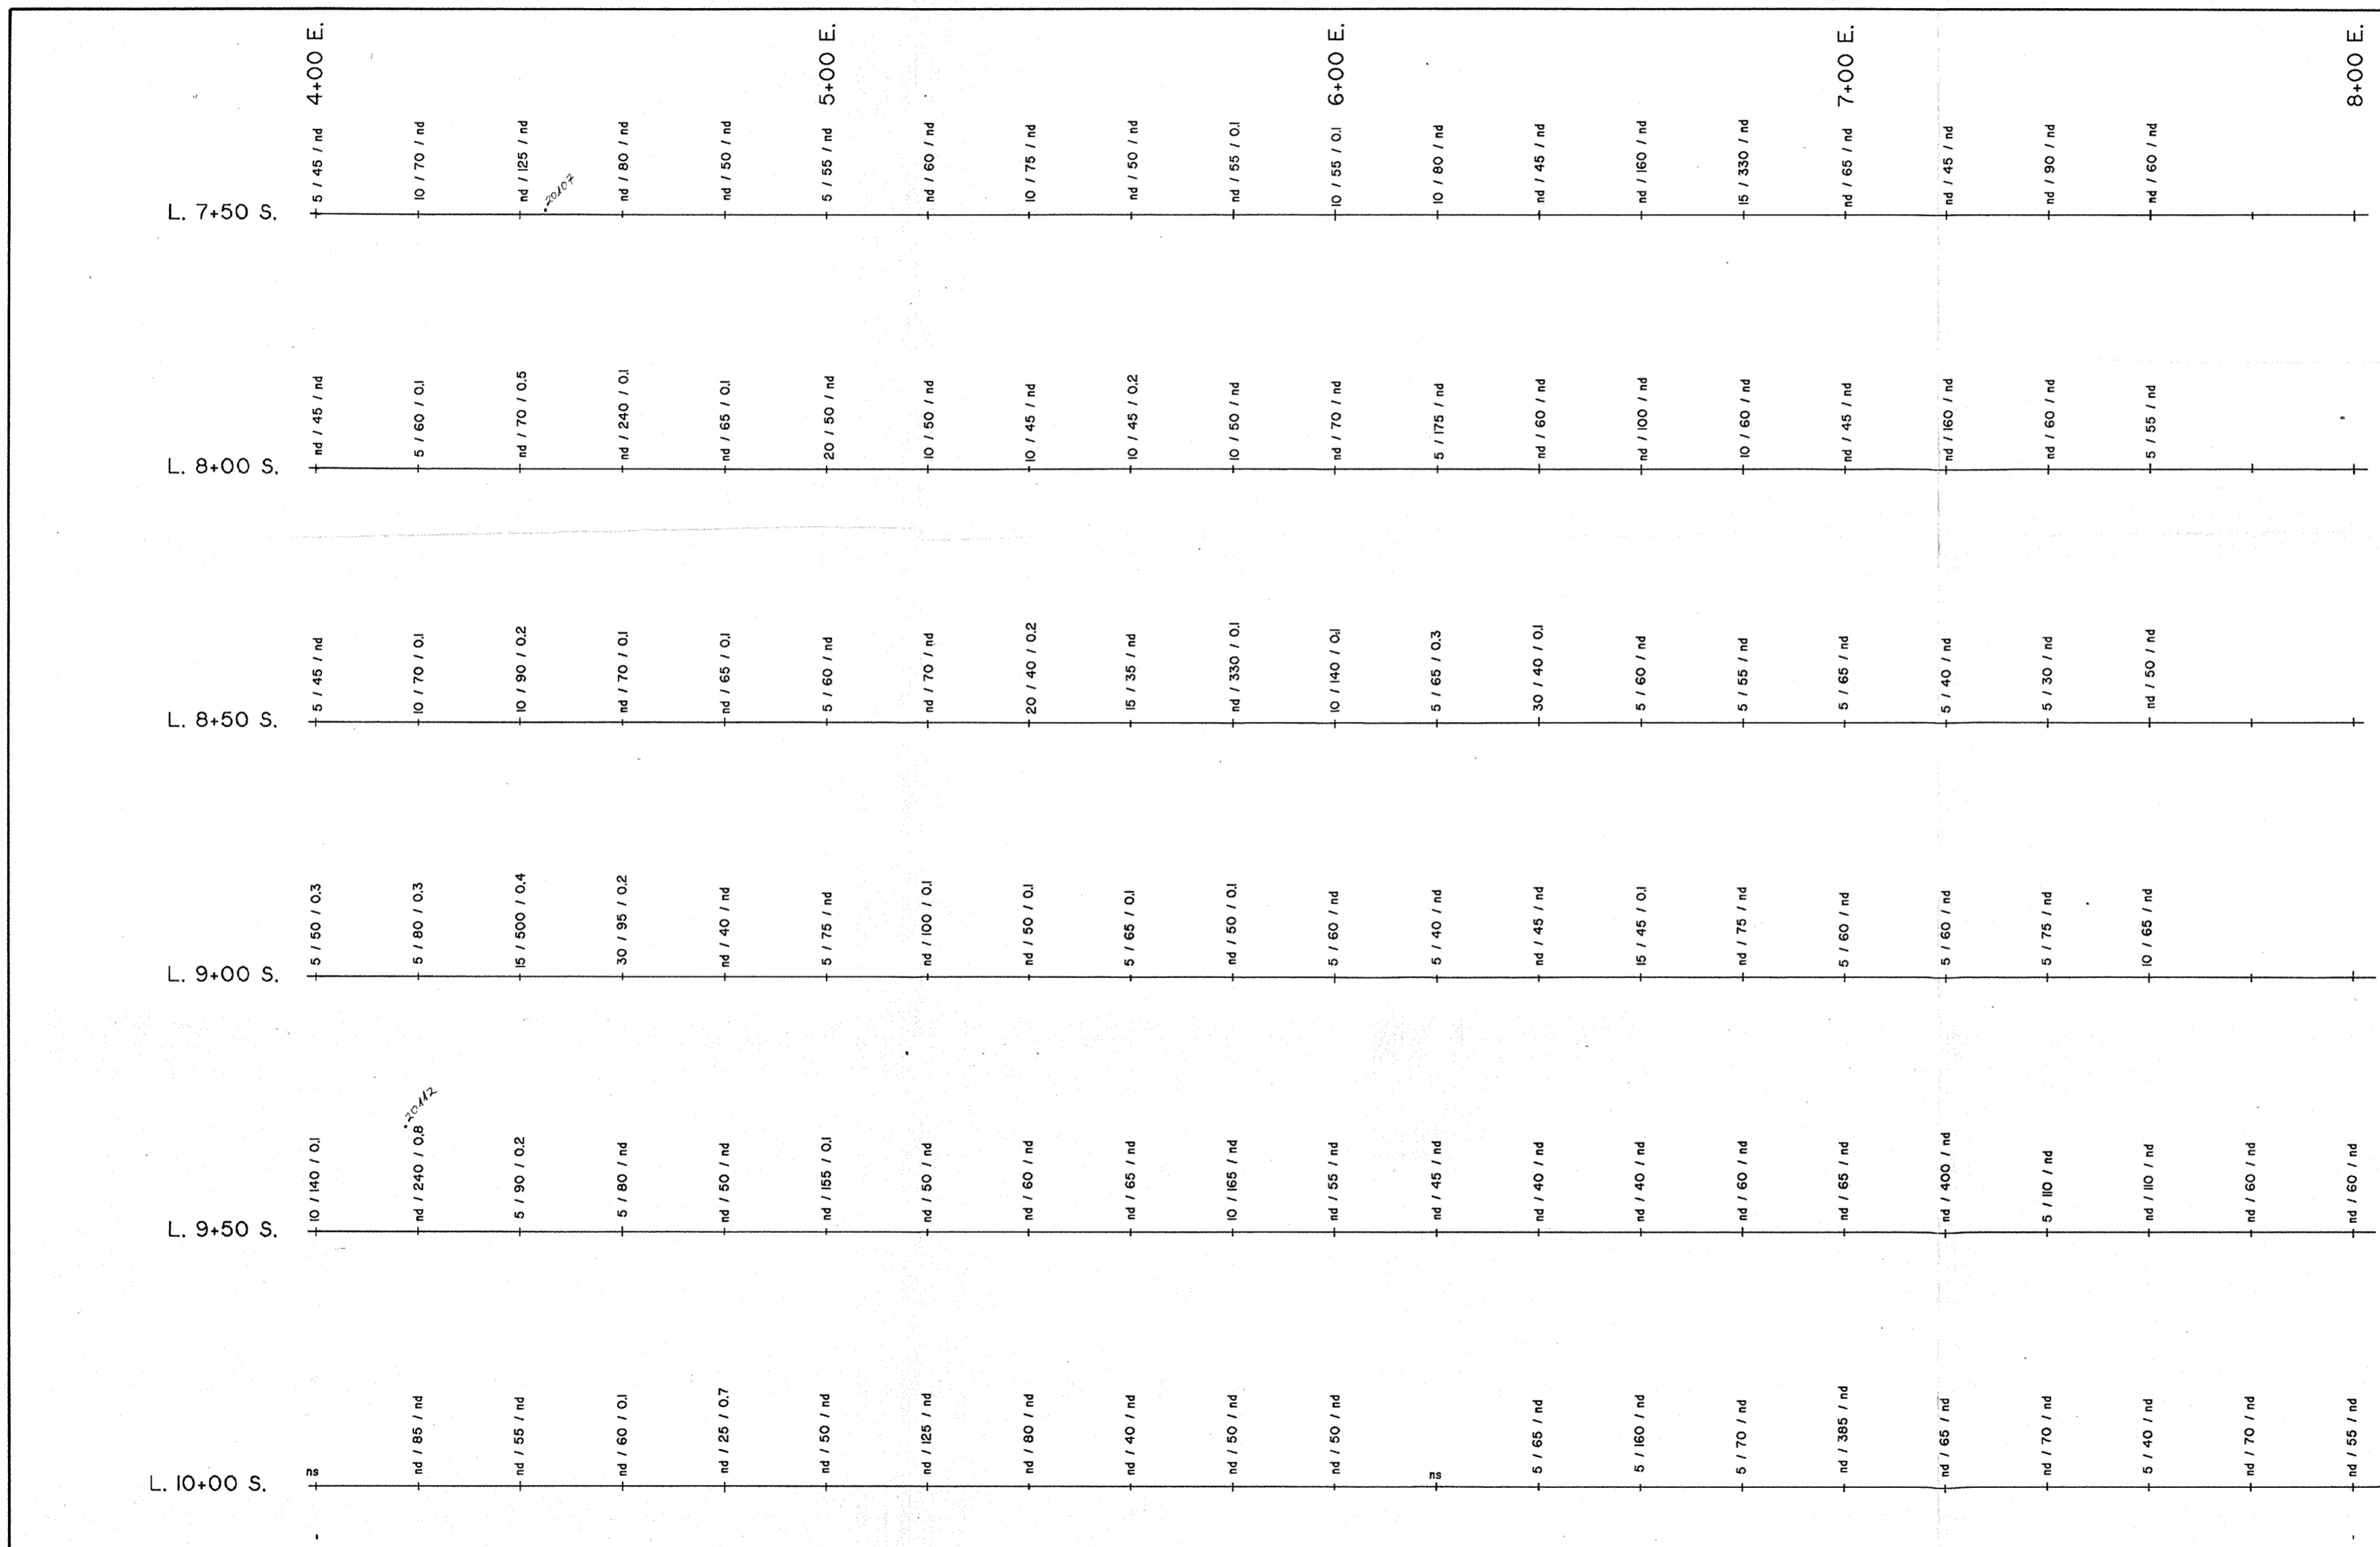 4+00 E.
5+00 E.
6+00 E.
7+00 E.
8+00 E.
L. 7+50 S.
5 / 45 / nd
10 / 70 / nd
nd / 125 / nd
20107
nd / 80 / nd
nd / 50 / nd
5 / 55 / nd
nd / 60 / nd
10 / 75 / nd
nd / 50 / nd
nd / 55 / 0.1
10 / 55 / 0.1
10 / 80 / nd
nd / 45 / nd
nd / 160 / nd
15 / 330 / nd
nd / 65 / nd
nd / 45 / nd
nd / 90 / nd
nd / 60 / nd
L. 8+00 S.
nd / 45 / nd
5 / 60 / 0.1
nd / 70 / 0.5
nd / 240 / 0.1
nd / 65 / 0.1
20 / 50 / nd
10 / 50 / nd
10 / 45 / nd
10 / 45 / 0.2
10 / 50 / nd
nd / 70 / nd
5 / 175 / nd
nd / 60 / nd
nd / 100 / nd
10 / 60 / nd
nd / 45 / nd
nd / 160 / nd
nd / 60 / nd
5 / 55 / nd
L. 8+50 S.
5 / 45 / nd
10 / 70 / 0.1
10 / 90 / 0.2
nd / 70 / 0.1
nd / 65 / 0.1
5 / 60 / nd
nd / 70 / nd
20 / 40 / 0.2
15 / 35 / nd
nd / 330 / 0.1
10 / 140 / 0.1
5 / 65 / 0.3
30 / 40 / 0.1
5 / 60 / nd
5 / 55 / nd
5 / 65 / nd
5 / 40 / nd
5 / 30 / nd
nd / 50 / nd
L. 9+00 S.
5 / 50 / 0.3
5 / 80 / 0.3
15 / 500 / 0.4
30 / 95 / 0.2
nd / 40 / nd
5 / 75 / nd
nd / 100 / 0.1
nd / 50 / 0.1
5 / 65 / 0.1
nd / 50 / 0.1
5 / 60 / nd
5 / 40 / nd
nd / 45 / nd
15 / 45 / 0.1
nd / 75 / nd
5 / 60 / nd
5 / 60 / nd
5 / 75 / nd
10 / 65 / nd
L. 9+50 S.
10 / 140 / 0.1
nd / 240 / 0.8
20112
5 / 90 / 0.2
5 / 80 / nd
nd / 50 / nd
nd / 155 / 0.1
nd / 50 / nd
nd / 60 / nd
nd / 65 / nd
10 / 165 / nd
nd / 55 / nd
nd / 45 / nd
nd / 40 / nd
nd / 40 / nd
nd / 60 / nd
nd / 65 / nd
nd / 400 / nd
5 / 110 / nd
nd / 110 / nd
nd / 60 / nd
nd / 60 / nd
L. 10+00 S.
ns
nd / 85 / nd
nd / 55 / nd
nd / 60 / 0.1
nd / 25 / 0.7
nd / 50 / nd
nd / 125 / nd
nd / 80 / nd
nd / 40 / nd
nd / 50 / nd
nd / 50 / nd
ns
5 / 65 / nd
5 / 160 / nd
5 / 70 / nd
nd / 385 / nd
nd / 65 / nd
nd / 70 / nd
5 / 40 / nd
nd / 70 / nd
nd / 55 / nd